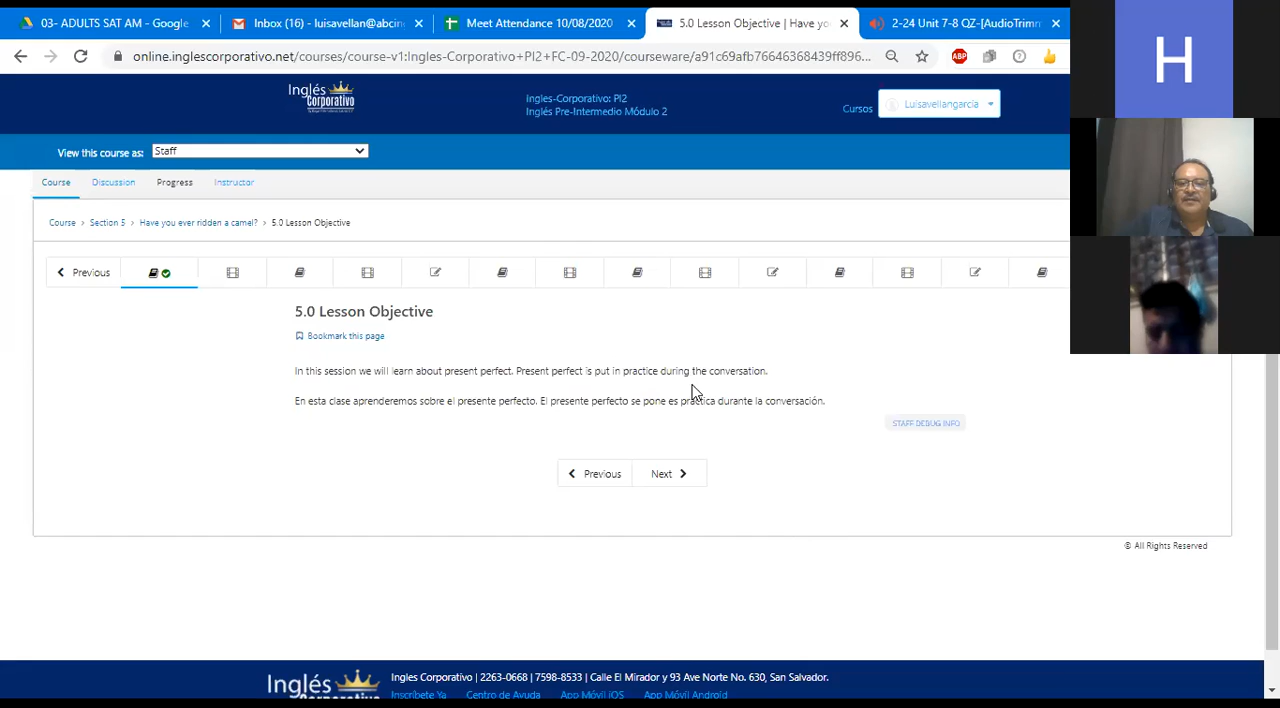 03- ADULTS SAT AM - Google
Inbox (16) - luisavellan@abcin
Meet Attendance 10/08/2020
5.0 Lesson Objective | Have yo
2-24 Unit 7-8 QZ-[AudioTrimm
online.inglescorporativo.net/courses/course-v1:Ingles-Corporativo+PI2+FC-09-2020/courseware/a91c69afb76646368439ff896...
ABP
H
Inglés
Corporativo
Ingles-Corporativo: PI2
Inglés Pre-Intermedio Módulo 2
Cursos
Luisavellangarcia
View this course as:
Staff
Course
Discussion
Progress
Instructor
Course > Section 5 > Have you ever ridden a camel? > 5.0 Lesson Objective
Previous
5.0 Lesson Objective
Bookmark this page
In this session we will learn about present perfect. Present perfect is put in practice during the conversation.
En esta clase aprenderemos sobre el presente perfecto. El presente perfecto se pone es práctica durante la conversación.
STAFF DEBUG INFO
Previous
Next
© All Rights Reserved
Inglés
Ingles Corporativo | 2263-0668 | 7598-8533 | Calle El Mirador y 93 Ave Norte No. 630, San Salvador.
Inscríbete Ya
Centro de Ayuda
App Móvil iOS
App Móvil Android